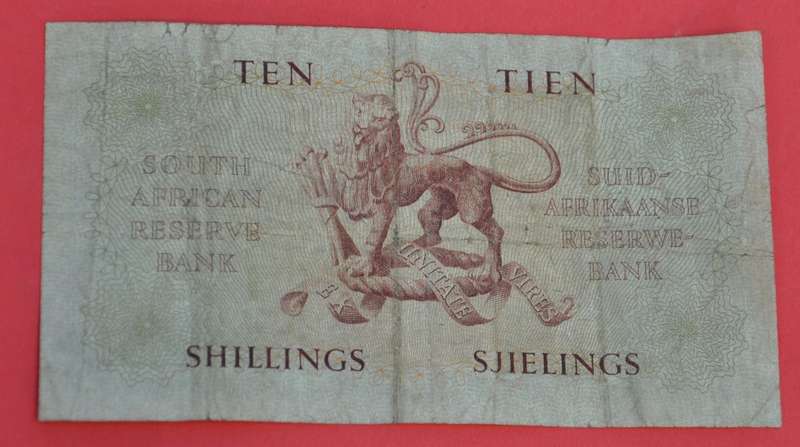 TEN TIEN
SOUTH
AFRICAN
RESERVE
BANK
SUID-
AFRIKAANSE
RESERWE-
BANK
EX UNITATE VIRES
SHILLINGS SJIELINGS